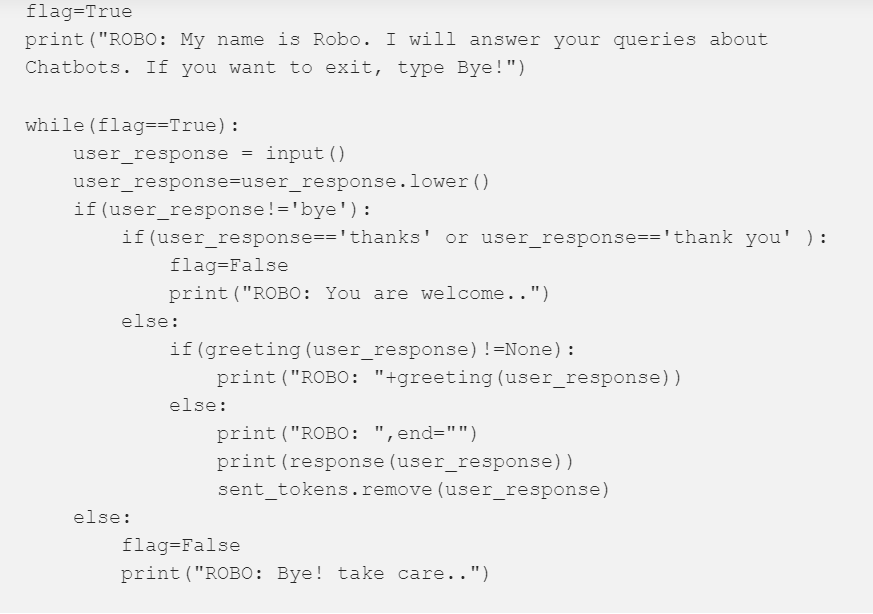 flag=True
print("ROBO: My name is Robo. I will answer your queries about
Chatbots. If you want to exit, type Bye!")
while(flag==True):
    user_response = input()
    user_response=user_response.lower()
    if(user_response!='bye'):
        if(user_response=='thanks' or user_response=='thank you' ):
            flag=False
            print("ROBO: You are welcome..")
        else:
            if(greeting(user_response)!=None):
                print("ROBO: "+greeting(user_response))
            else:
                print("ROBO: ",end="")
                print(response(user_response))
                sent_tokens.remove(user_response)
    else:
        flag=False
        print("ROBO: Bye! take care..")